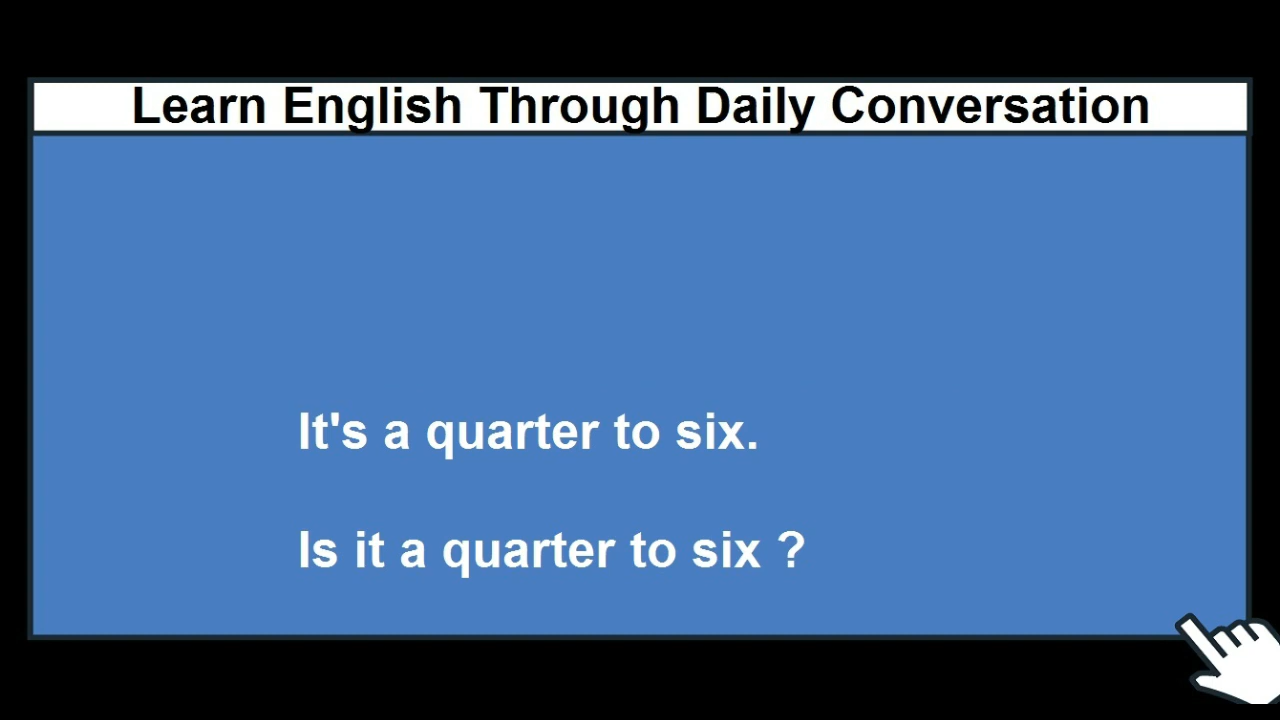 Learn English Through Daily Conversation
It's a quarter to six.
Is it a quarter to six ?